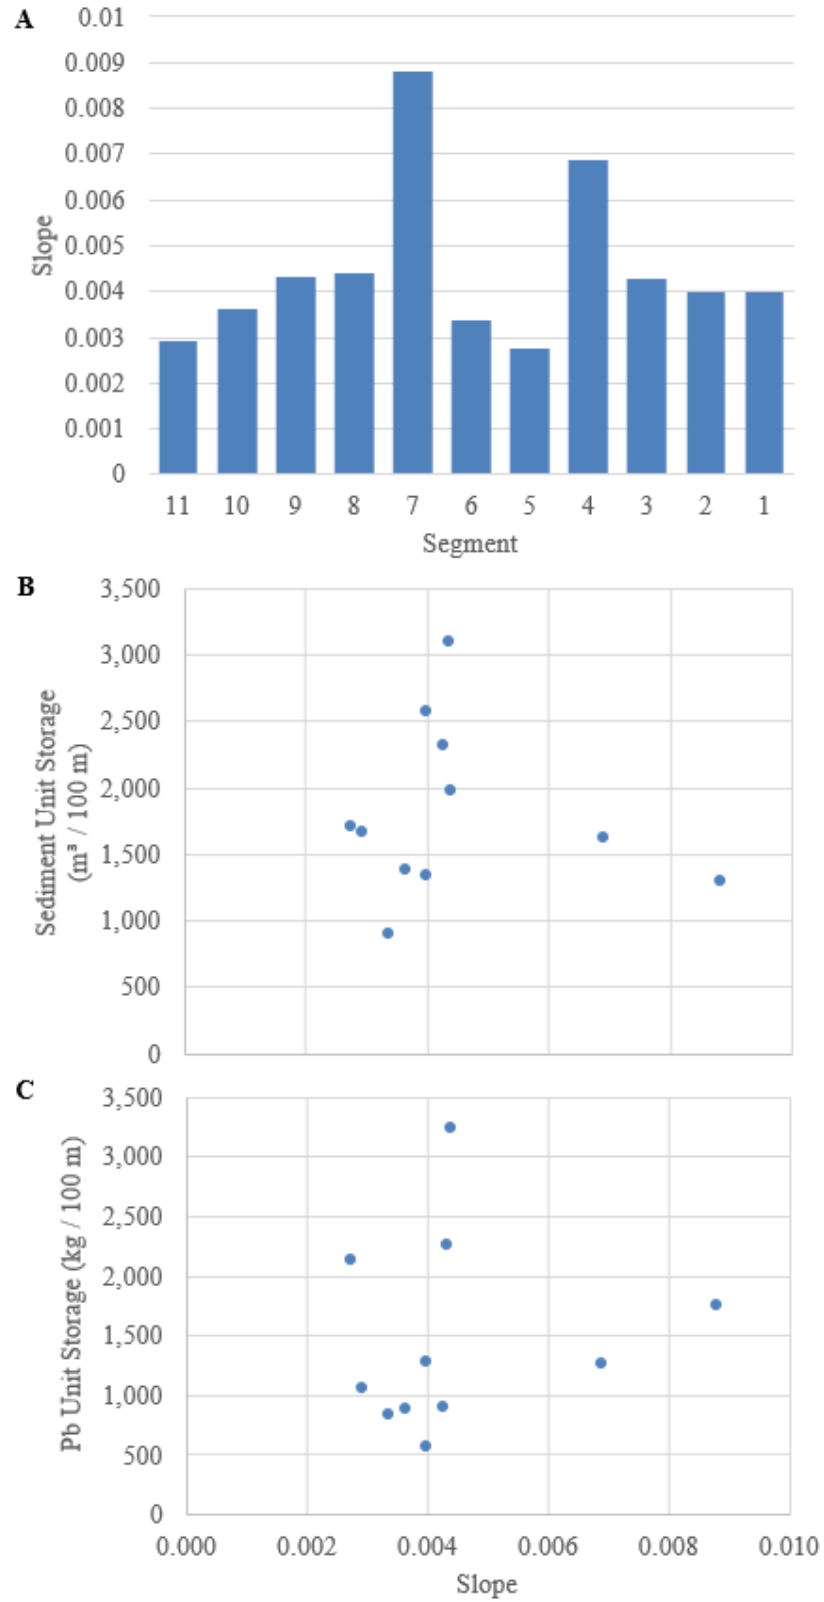 A
0.01
0.009
0.008
0.007
0.006
0.005
0.004
0.003
0.002
0.001
0
Slope
11 10 9 8 7 6 5 4 3 2 1
Segment
B
3,500
3,000
2,500
2,000
1,500
1,000
500
0
Sediment Unit Storage
(m³ / 100 m)
C
3,500
3,000
2,500
2,000
1,500
1,000
500
0
Pb Unit Storage (kg / 100 m)
0.000 0.002 0.004 0.006 0.008 0.010
Slope